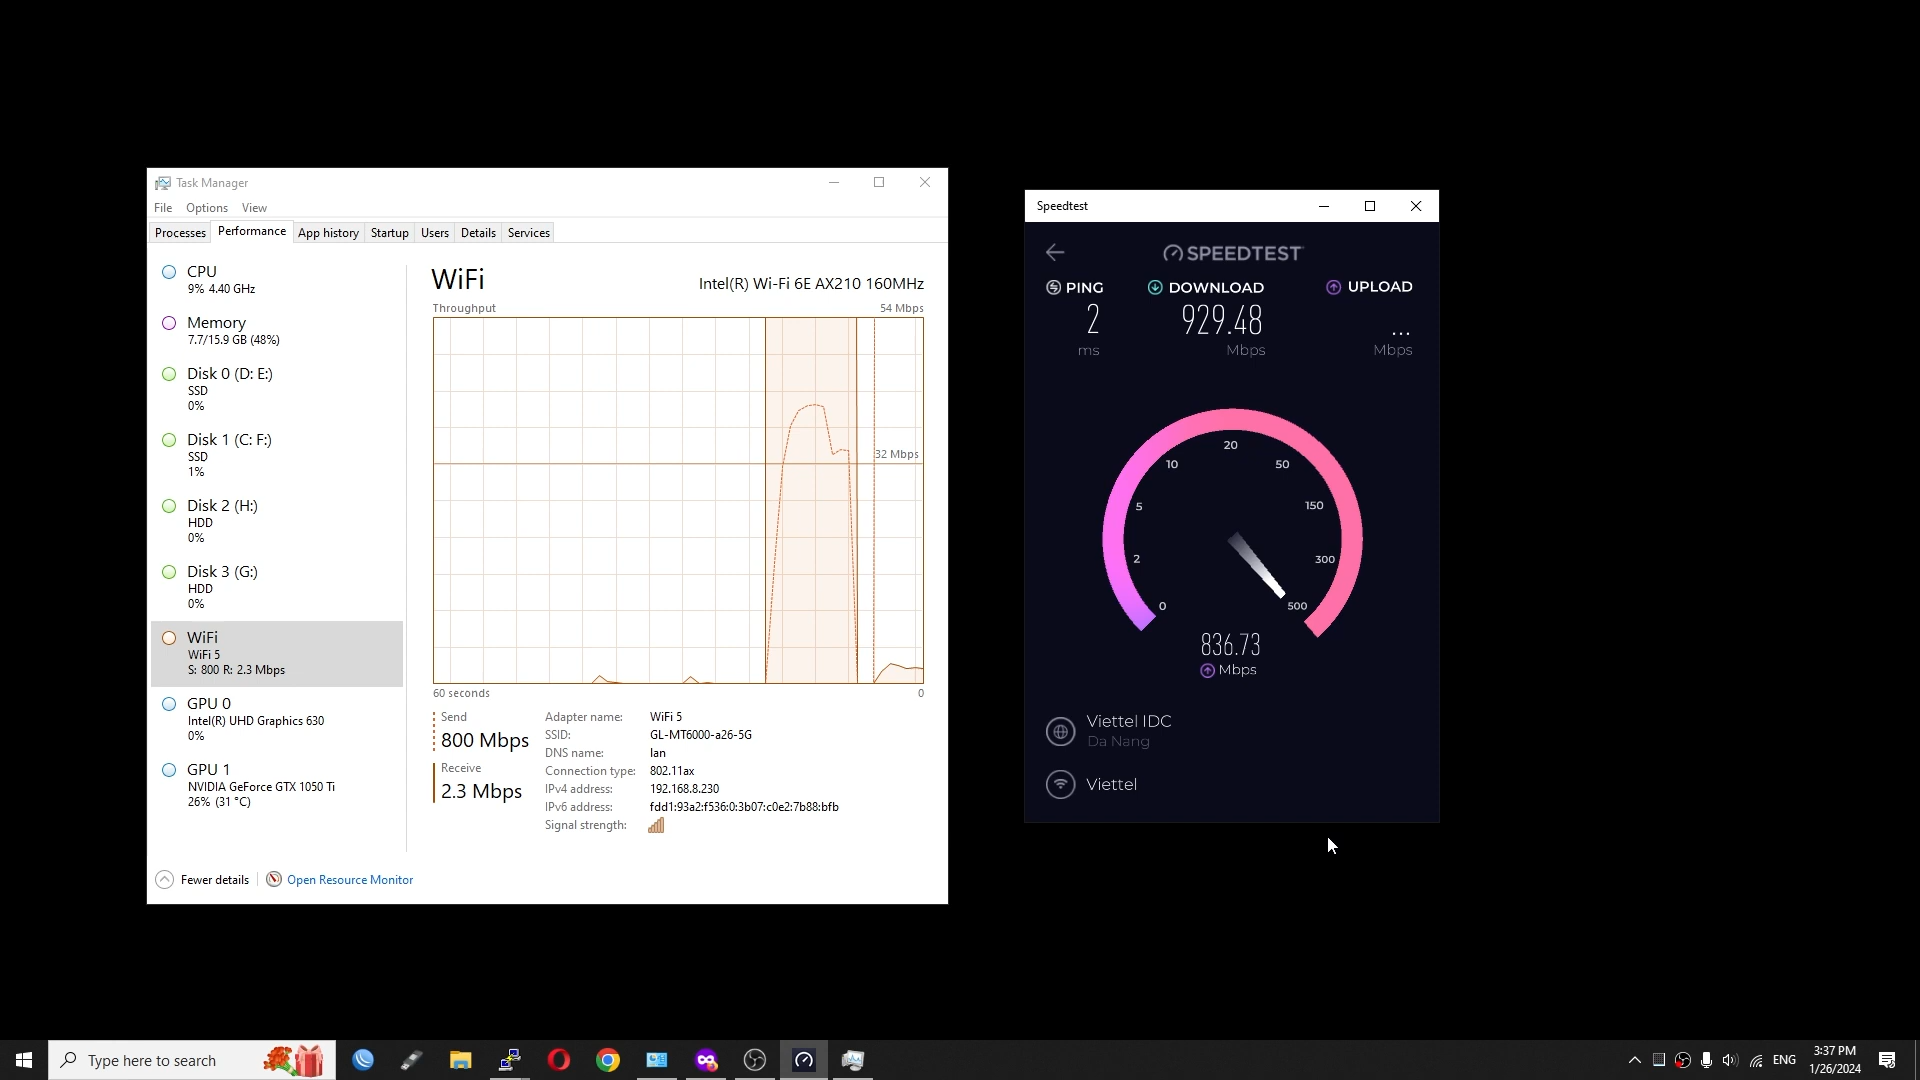 Task Manager
File Options View
Processes Performance App history Startup Users Details Services
CPU
9% 4.40 GHz
Memory
7.7/15.9 GB (48%)
Disk 0 (D: E:)
SSD
0%
Disk 1 (C: F:)
SSD
1%
Disk 2 (H:)
HDD
0%
Disk 3 (G:)
HDD
0%
WiFi
WiFi 5
S: 800 R: 2.3 Mbps
GPU 0
Intel(R) UHD Graphics 630
0%
GPU 1
NVIDIA GeForce GTX 1050 Ti
26% (31 °C)
WiFi
Intel(R) Wi-Fi 6E AX210 160MHz
Throughput
54 Mbps
32 Mbps
60 seconds
0
Send
800 Mbps
Receive
2.3 Mbps
Adapter name: WiFi 5
SSID: GL-MT6000-a26-5G
DNS name: lan
Connection type: 802.11ax
IPv4 address: 192.168.8.230
IPv6 address: fdd1:93a2:f536:0:3b07:c0e2:7b88:bfb
Signal strength:
Fewer details
Open Resource Monitor
Speedtest
SPEEDTEST
PING DOWNLOAD UPLOAD
2 929.48 ...
ms Mbps Mbps
0
2
5
10
20
50
150
300
500
836.73
Mbps
Viettel IDC
Da Nang
Viettel
Type here to search
ENG
3:37 PM
1/26/2024